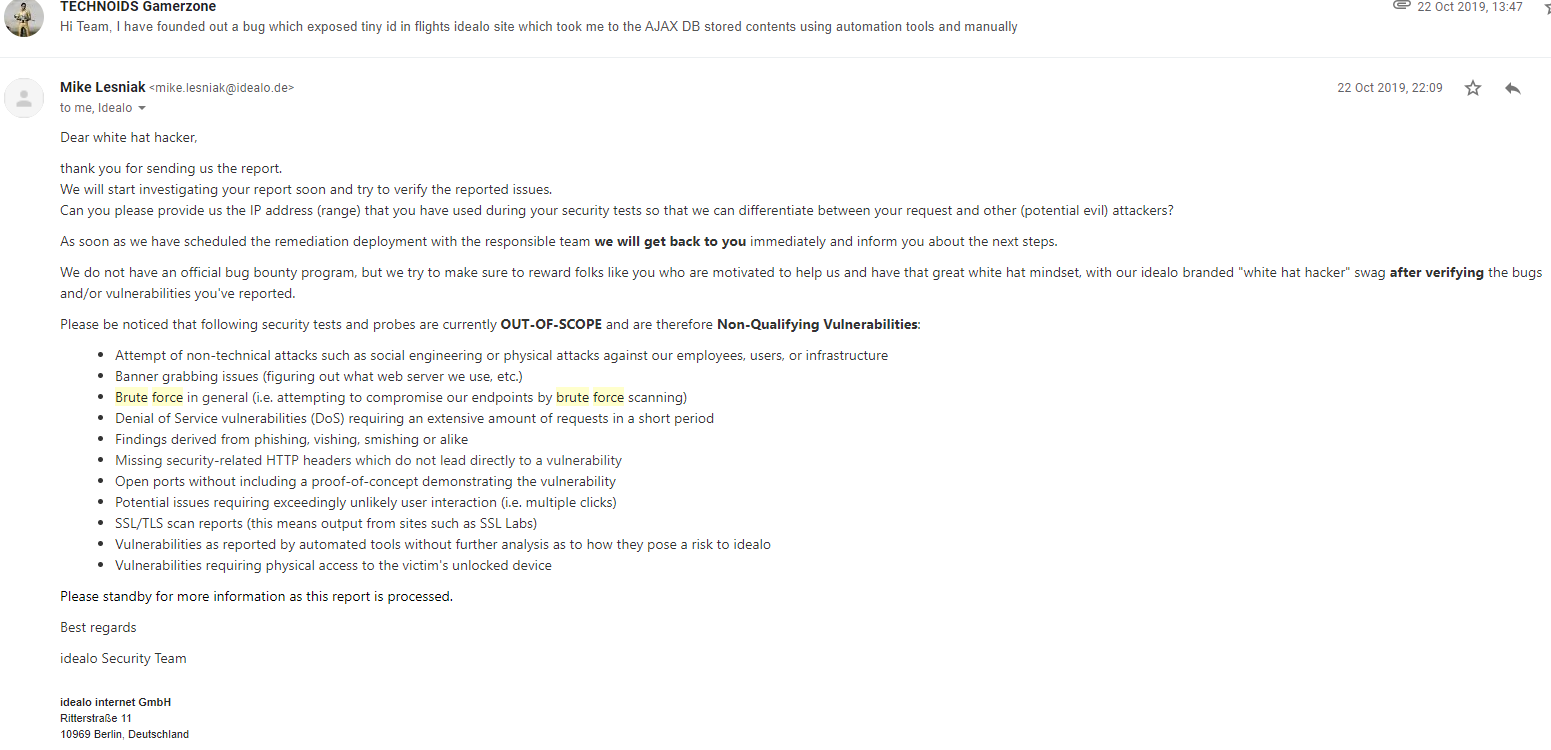 TECHNOIDS Gamerzone
22 Oct 2019, 13:47
Hi Team, I have founded out a bug which exposed tiny id in flights idealo site which took me to the AJAX DB stored contents using automation tools and manually
Mike Lesniak <mike.lesniak@idealo.de>
22 Oct 2019, 22:09
to me, Idealo
Dear white hat hacker,
thank you for sending us the report.
We will start investigating your report soon and try to verify the reported issues.
Can you please provide us the IP address (range) that you have used during your security tests so that we can differentiate between your request and other (potential evil) attackers?
As soon as we have scheduled the remediation deployment with the responsible team we will get back to you immediately and inform you about the next steps.
We do not have an official bug bounty program, but we try to make sure to reward folks like you who are motivated to help us and have that great white hat mindset, with our idealo branded "white hat hacker" swag after verifying the bugs
and/or vulnerabilities you've reported.
Please be noticed that following security tests and probes are currently OUT-OF-SCOPE and are therefore Non-Qualifying Vulnerabilities:
• Attempt of non-technical attacks such as social engineering or physical attacks against our employees, users, or infrastructure
• Banner grabbing issues (figuring out what web server we use, etc.)
• Brute force in general (i.e. attempting to compromise our endpoints by brute force scanning)
• Denial of Service vulnerabilities (DoS) requiring an extensive amount of requests in a short period
• Findings derived from phishing, vishing, smishing or alike
• Missing security-related HTTP headers which do not lead directly to a vulnerability
• Open ports without including a proof-of-concept demonstrating the vulnerability
• Potential issues requiring exceedingly unlikely user interaction (i.e. multiple clicks)
• SSL/TLS scan reports (this means output from sites such as SSL Labs)
• Vulnerabilities as reported by automated tools without further analysis as to how they pose a risk to idealo
• Vulnerabilities requiring physical access to the victim's unlocked device
Please standby for more information as this report is processed.
Best regards
idealo Security Team
idealo internet GmbH
Ritterstraße 11
10969 Berlin, Deutschland